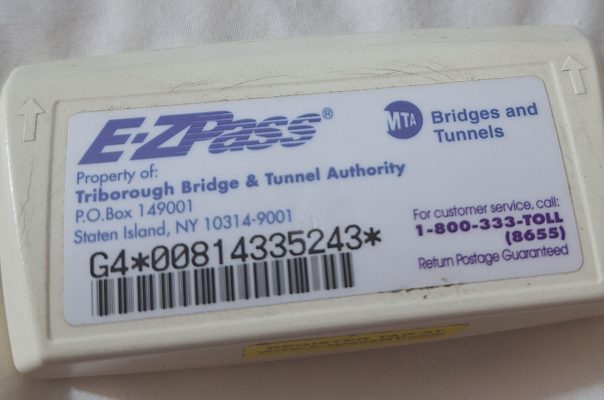 E-ZPass®
MTA Bridges and
Tunnels
Property of:
Triborough Bridge & Tunnel Authority
P.O.Box 149001
Staten Island, NY 10314-9001
For customer service, call:
1-800-333-TOLL
(8655)
Return Postage Guaranteed
G4*00814335243*